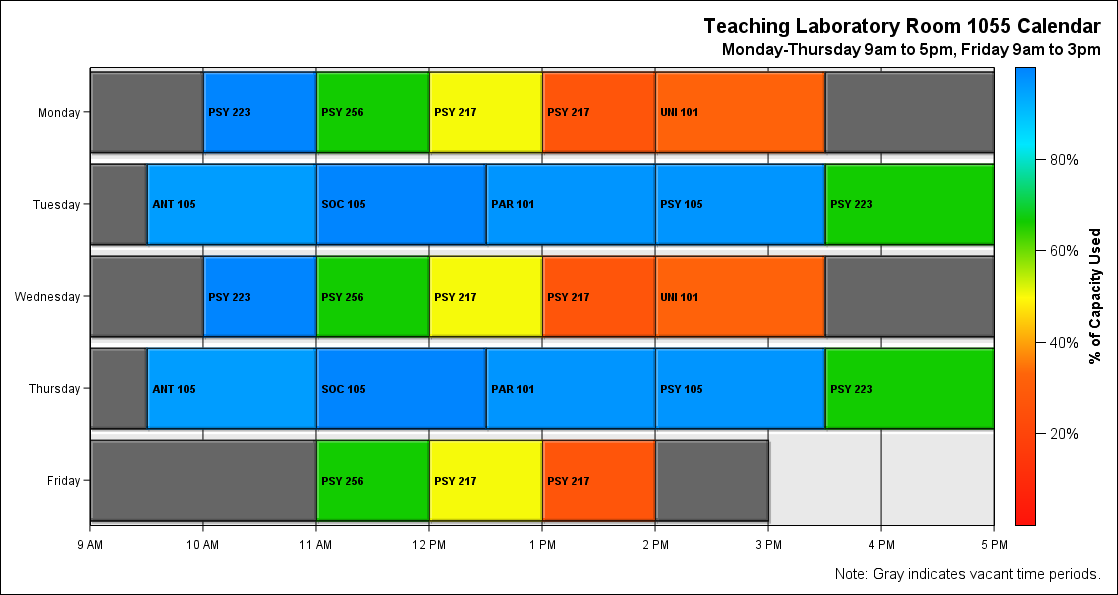 Teaching Laboratory Room 1055 Calendar
Monday-Thursday 9am to 5pm, Friday 9am to 3pm
Monday
PSY 223
PSY 256
PSY 217
PSY 217
UNI 101
Tuesday
ANT 105
SOC 105
PAR 101
PSY 105
PSY 223
Wednesday
PSY 223
PSY 256
PSY 217
PSY 217
UNI 101
Thursday
ANT 105
SOC 105
PAR 101
PSY 105
PSY 223
Friday
PSY 256
PSY 217
PSY 217
9 AM
10 AM
11 AM
12 PM
1 PM
2 PM
3 PM
4 PM
5 PM
80%
60%
40%
20%
% of Capacity Used
Note: Gray indicates vacant time periods.